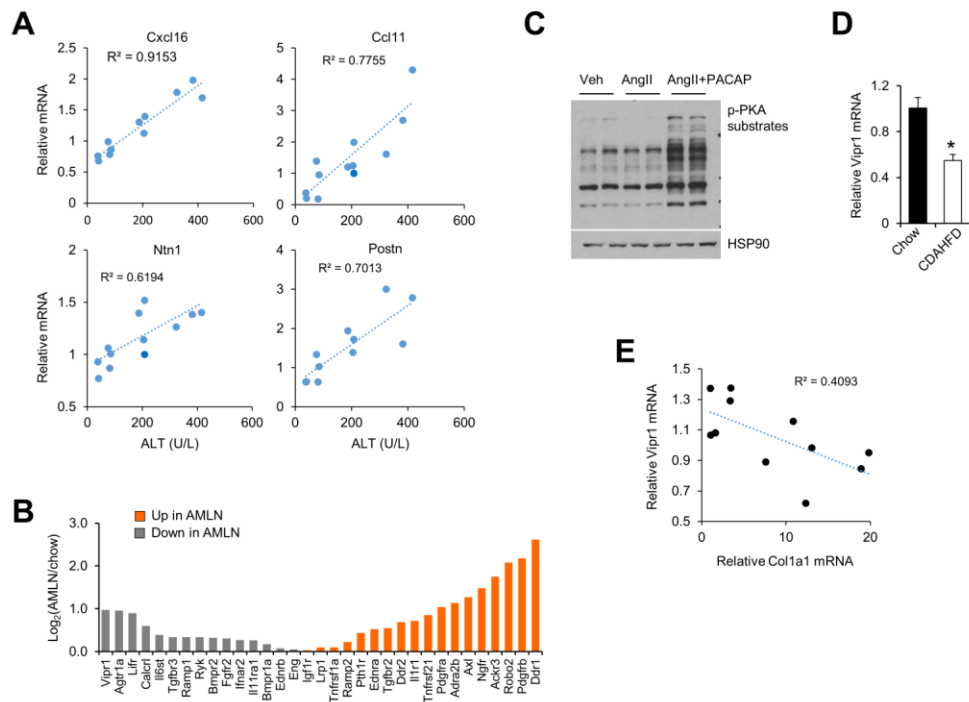 A
Cxcl16
R² = 0.9153
Relative mRNA
2.5
2
1.5
1
0.5
0
0 200 400 600
Ccl11
R² = 0.7755
5
4
3
2
1
0
0 200 400 600
Ntn1
R² = 0.6194
Relative mRNA
2
1.5
1
0.5
0 200 400 600
ALT (U/L)
Postn
R² = 0.7013
4
3
2
1
0
0 200 400 600
ALT (U/L)
B
Up in AMLN
Down in AMLN
Log₂(AMLN/chow)
3.0
2.0
1.0
0.0
Vipr1
Agtr1a
Lifr
Calcrl
Il6st
Tgfbr3
Ramp1
Ryk
Bmpr2
Fgfr2
Ifnar2
Il11ra1
Bmpr1a
Ednrb
Eng
Igf1r
Lrp1
Tnfrsf1a
Ramp2
Pth1r
Ednra
Tgfbr2
Ddr2
Il1r1
Tnfrsf21
Pdgfra
Adra2b
Axl
Ngfr
Ackr3
Robo2
Pdgfrb
Ddr1
C
Veh AngII AngII+PACAP
p-PKA
substrates
HSP90
D
Relative Vipr1 mRNA
1.2
0.8
0.4
0
*
Chow
CDAHFD
E
R² = 0.4093
Relative Vipr1 mRNA
1.5
1.3
1.1
0.9
0.7
0.5
0 10 20
Relative Col1a1 mRNA